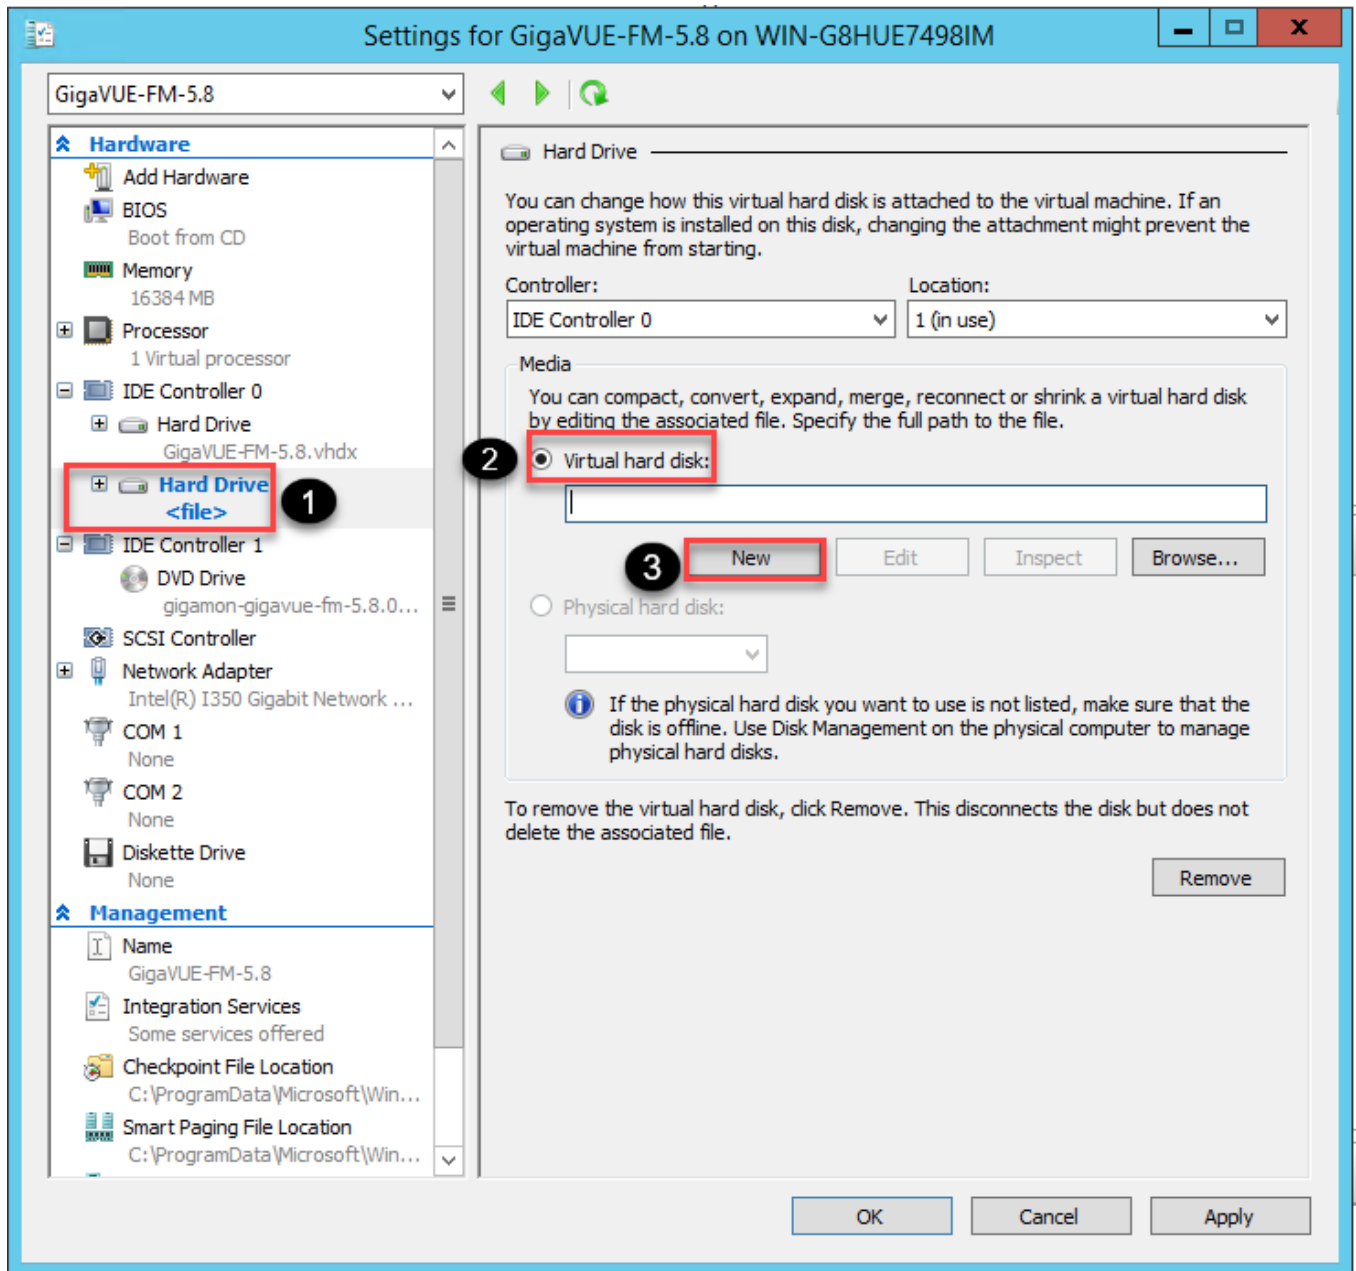 Settings for GigaVUE-FM-5.8 on WIN-G8HUE7498IM
GigaVUE-FM-5.8
Hardware
Add Hardware
BIOS
Boot from CD
Memory
16384 MB
Processor
1 Virtual processor
IDE Controller 0
Hard Drive
GigaVUE-FM-5.8.vhdx
Hard Drive
<file>
1
IDE Controller 1
DVD Drive
gigamon-gigavue-fm-5.8.0...
SCSI Controller
Network Adapter
Intel(R) I350 Gigabit Network ...
COM 1
None
COM 2
None
Diskette Drive
None
Management
Name
GigaVUE-FM-5.8
Integration Services
Some services offered
Checkpoint File Location
C:\ProgramData\Microsoft\Win...
Smart Paging File Location
C:\ProgramData\Microsoft\Win...
Hard Drive
You can change how this virtual hard disk is attached to the virtual machine. If an
operating system is installed on this disk, changing the attachment might prevent the
virtual machine from starting.
Controller:
Location:
IDE Controller 0
1 (in use)
Media
You can compact, convert, expand, merge, reconnect or shrink a virtual hard disk
by editing the associated file. Specify the full path to the file.
2
Virtual hard disk:
3
New
Edit
Inspect
Browse...
Physical hard disk:
If the physical hard disk you want to use is not listed, make sure that the
disk is offline. Use Disk Management on the physical computer to manage
physical hard disks.
To remove the virtual hard disk, click Remove. This disconnects the disk but does not
delete the associated file.
Remove
OK
Cancel
Apply